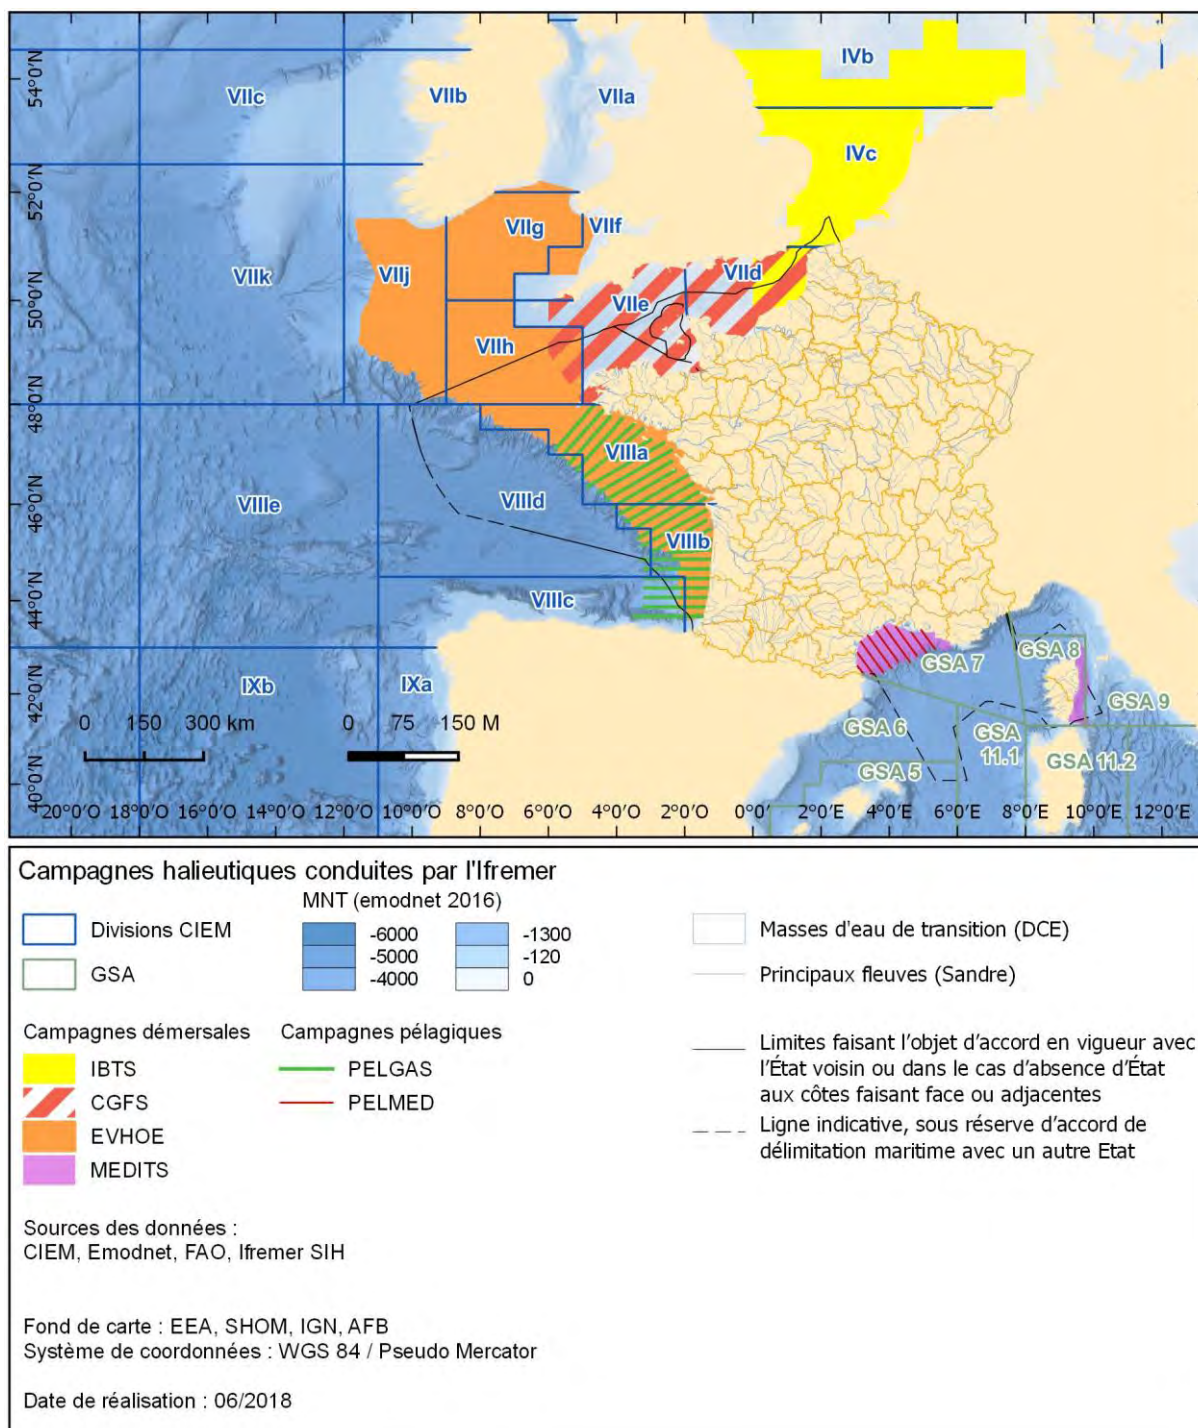 IVb
VIIc
VIIb
VIIa
IVc
VIIg
VIIf
VIIk
VIIj
VIId
VIIe
VIIh
VIIIa
VIIIe
VIIId
VIIIb
VIIIc
IXb
IXa
GSA 7
GSA 8
GSA 9
GSA 6
GSA
11.1
GSA 5
GSA 11.2
54°0'N
52°0'N
50°0'N
48°0'N
46°0'N
44°0'N
42°0'N
40°0'N
0 150 300 km
0 75 150 M
20°0'O 18°0'O 16°0'O 14°0'O 12°0'O 10°0'O 8°0'O 6°0'O 4°0'O 2°0'O 0°0' 2°0'E 4°0'E 6°0'E 8°0'E 10°0'E 12°0'E
Campagnes halieutiques conduites par l'Ifremer
Divisions CIEM
GSA
MNT (emodnet 2016)
-6000
-5000
-4000
-1300
-120
0
Masses d'eau de transition (DCE)
Principaux fleuves (Sandre)
Campagnes démersales
IBTS
CGFS
EVHOE
MEDITS
Campagnes pélagiques
PELGAS
PELMED
Limites faisant l'objet d'accord en vigueur avec
l'État voisin ou dans le cas d'absence d'État
aux côtes faisant face ou adjacentes
Ligne indicative, sous réserve d'accord de
délimitation maritime avec un autre Etat
Sources des données :
CIEM, Emodnet, FAO, Ifremer SIH
Fond de carte : EEA, SHOM, IGN, AFB
Système de coordonnées : WGS 84 / Pseudo Mercator
Date de réalisation : 06/2018